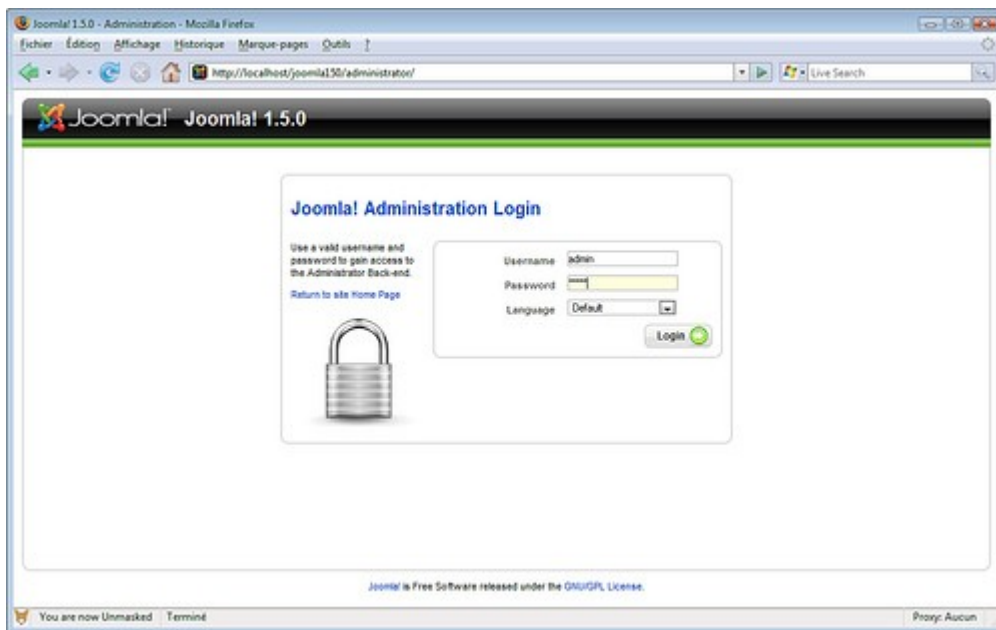 Joomla! 1.5.0 - Administration - Mozilla Firefox
Fichier Édition Affichage Historique Marque-pages Outils ?
http://localhost/joomla150/administrator/ Live Search
Joomla! Joomla! 1.5.0
Joomla! Administration Login
Use a valid username and
password to gain access to
the Administrator Back-end.
Return to site Home Page
Username admin
Password
Language Default
Login
Joomla! is Free Software released under the GNU/GPL License.
You are now Unmasked Terminé Proxy: Aucun